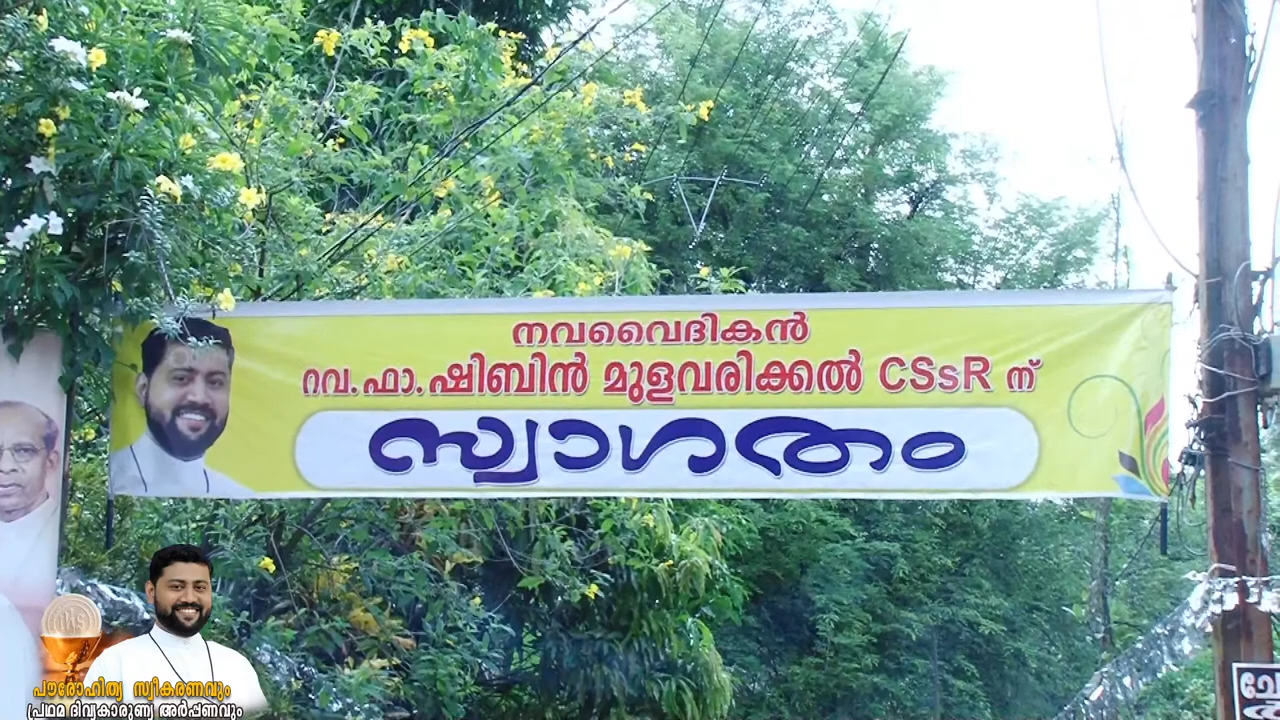 നവവൈദികൻ
റവ. ഫാ. ഷിബിൻ മുളവരിക്കൽ CSsR ന്
സ്വാഗതം
പൗരോഹിത്യ സ്വീകരണവും
പ്രഥമ ദിവ്യകാരുണ്യ അർപ്പണവും